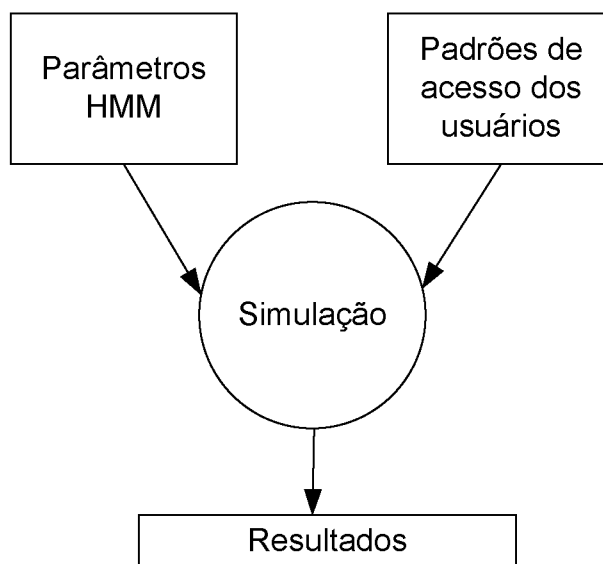 Parâmetros
HMM
Padrões de
acesso dos
usuários
Simulação
Resultados